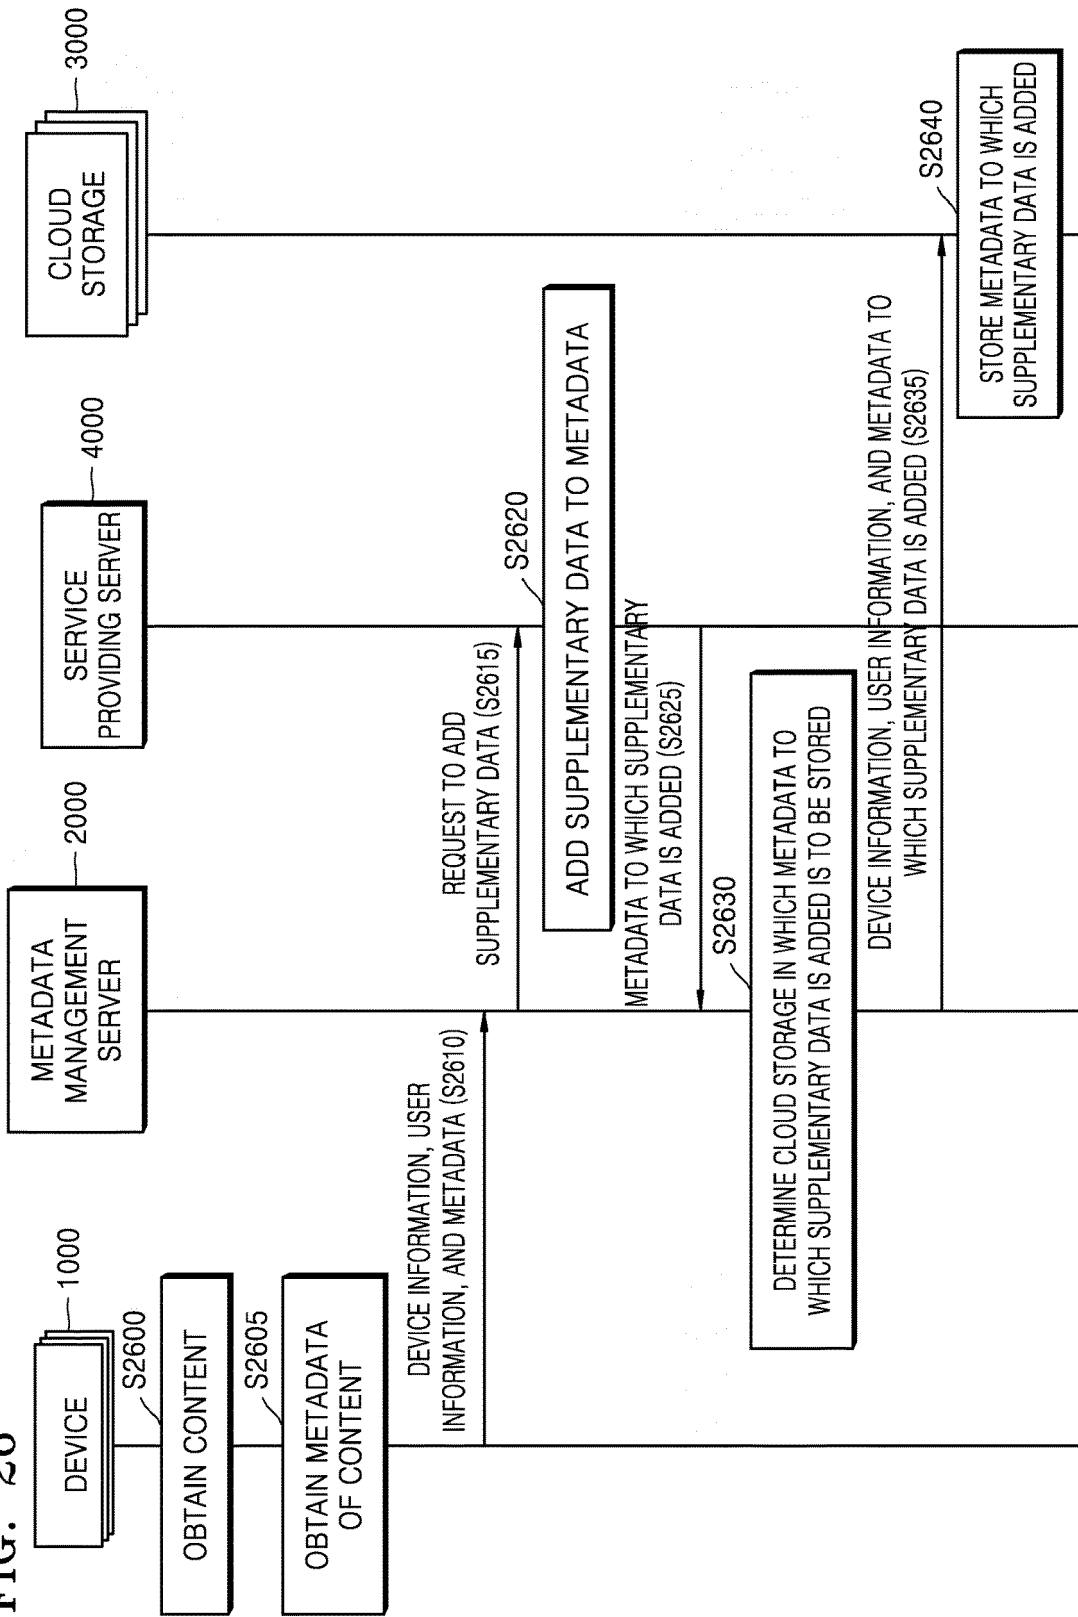 FIG. 26
DEVICE
1000
METADATA
MANAGEMENT
SERVER
2000
SERVICE
PROVIDING SERVER
4000
CLOUD
STORAGE
3000
S2600
OBTAIN CONTENT
S2605
OBTAIN METADATA
OF CONTENT
DEVICE INFORMATION, USER
INFORMATION, AND METADATA (S2610)
REQUEST TO ADD
SUPPLEMENTARY DATA (S2615)
S2620
ADD SUPPLEMENTARY DATA TO METADATA
METADATA TO WHICH SUPPLEMENTARY
DATA IS ADDED (S2625)
S2630
DETERMINE CLOUD STORAGE IN WHICH METADATA TO
WHICH SUPPLEMENTARY DATA IS ADDED IS TO BE STORED
DEVICE INFORMATION, USER INFORMATION, AND METADATA TO
WHICH SUPPLEMENTARY DATA IS ADDED (S2635)
S2640
STORE METADATA TO WHICH
SUPPLEMENTARY DATA IS ADDED